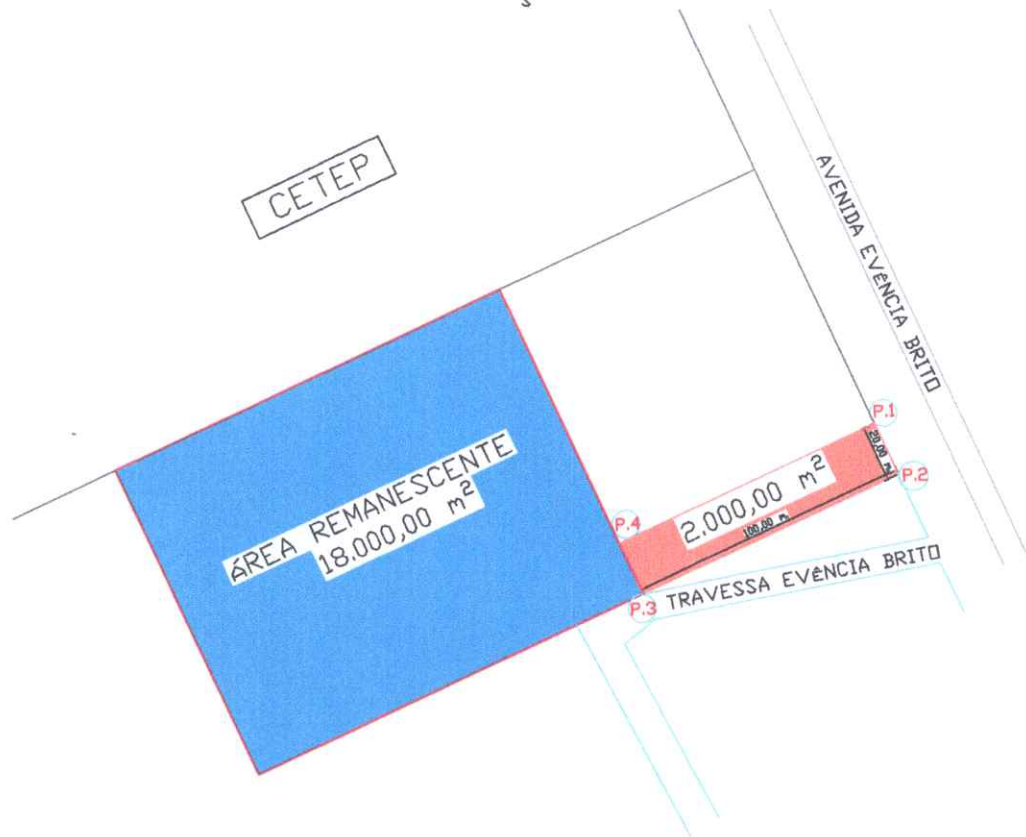 CETEP
AVENIDA EVÊNCIA BRITO
P.1
20,00 m
P.2
2.000,00 m²
100,00 m
P.4
ÁREA REMANESCENTE
18.000,00 m²
P.3
TRAVESSA EVÊNCIA BRITO